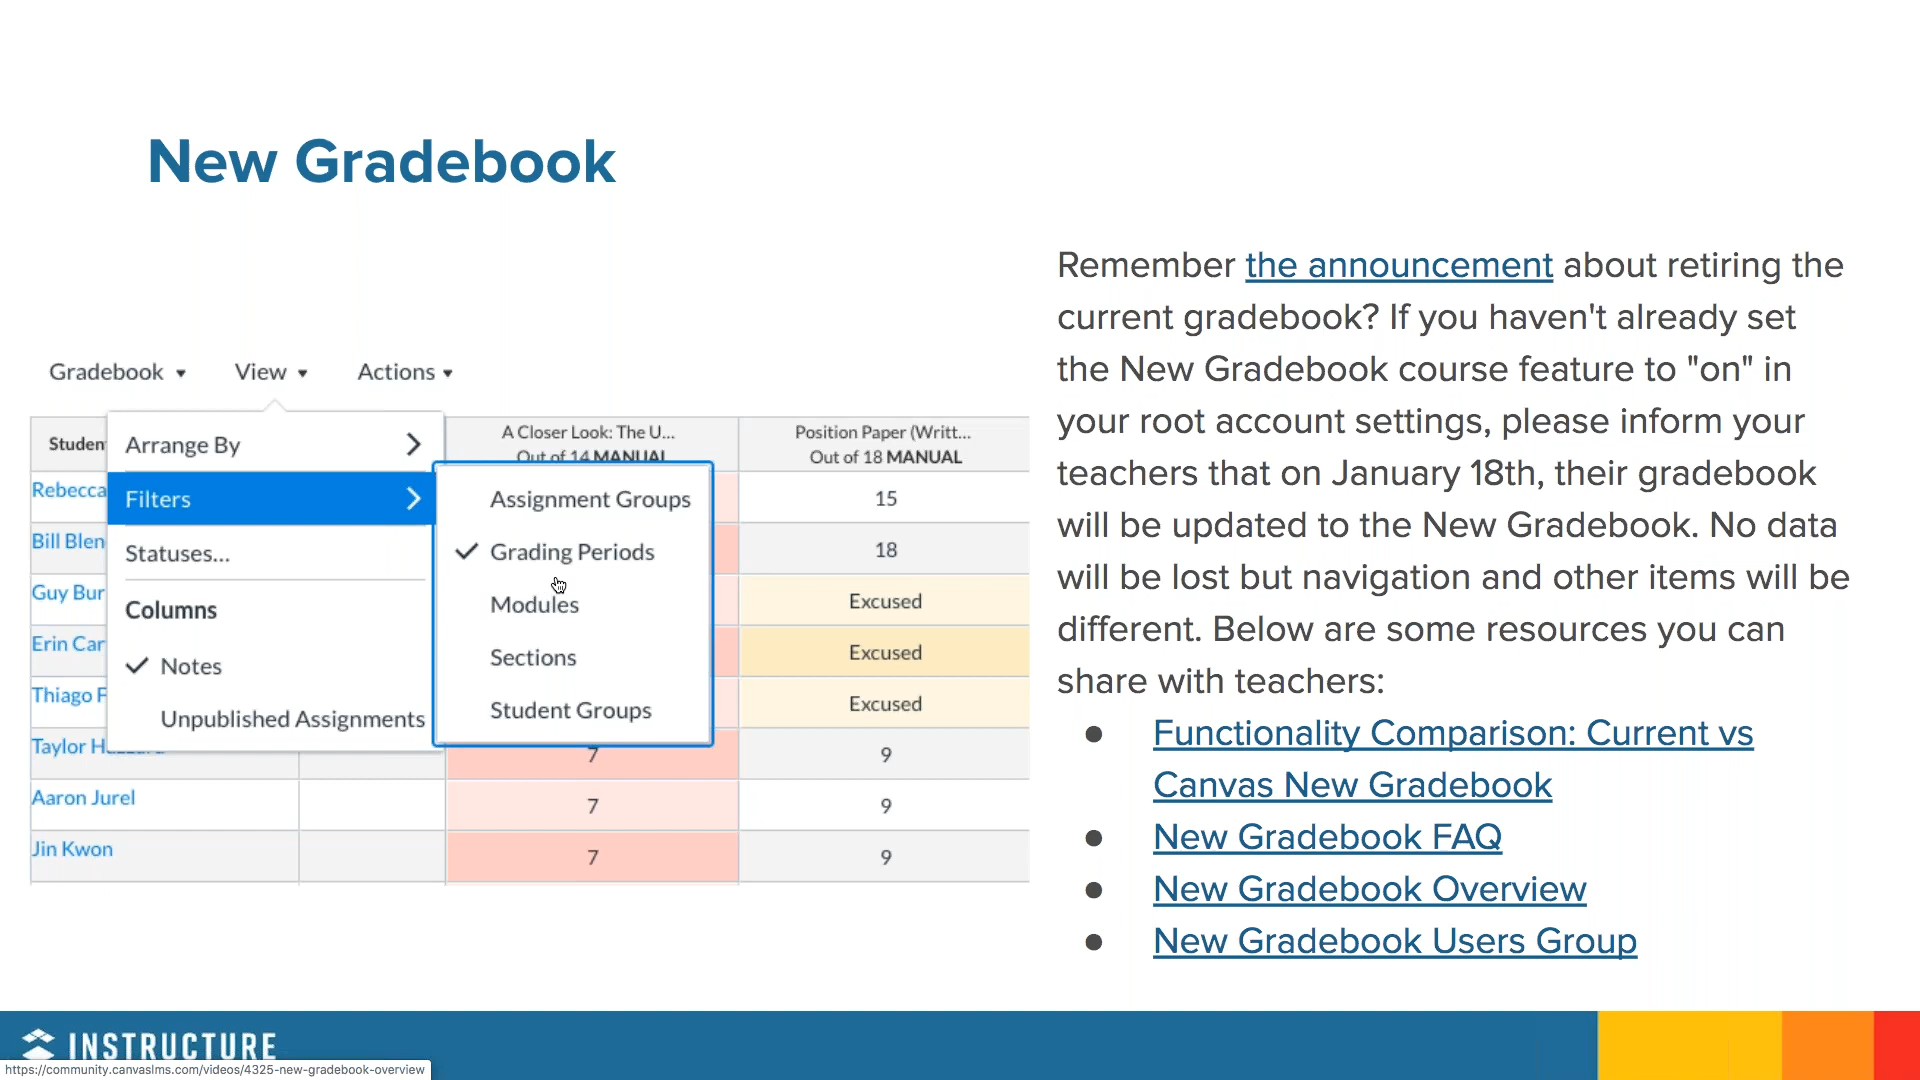 New Gradebook
Gradebook ▾ View ▾ Actions ▾
Studen
Arrange By
Filters
Statuses...
Columns
Notes
Unpublished Assignments
Assignment Groups
Grading Periods
Modules
Sections
Student Groups
A Closer Look: The U...
Out of 14 MANUAL
Position Paper (Writt...
Out of 18 MANUAL
Rebecca
15
Bill Blen
18
Guy Bur
Excused
Erin Car
Excused
Thiago F
Excused
Taylor H
7 9
Aaron Jurel 7 9
Jin Kwon 7 9
Remember the announcement about retiring the
current gradebook? If you haven't already set
the New Gradebook course feature to "on" in
your root account settings, please inform your
teachers that on January 18th, their gradebook
will be updated to the New Gradebook. No data
will be lost but navigation and other items will be
different. Below are some resources you can
share with teachers:
● Functionality Comparison: Current vs
Canvas New Gradebook
● New Gradebook FAQ
● New Gradebook Overview
● New Gradebook Users Group
INSTRUCTURE
https://community.canvaslms.com/videos/4325-new-gradebook-overview